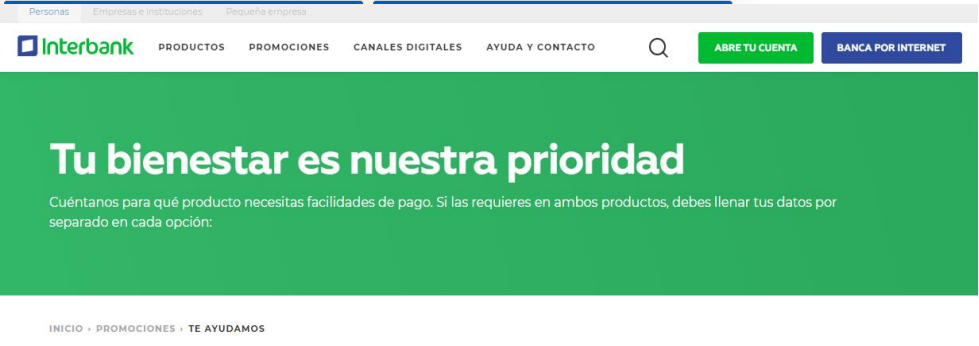 Personas Empresas e instituciones Pequeña empresa
Interbank PRODUCTOS PROMOCIONES CANALES DIGITALES AYUDA Y CONTACTO ABRE TU CUENTA BANCA POR INTERNET
Tu bienestar es nuestra prioridad
Cuéntanos para qué producto necesitas facilidades de pago. Si las requieres en ambos productos, debes llenar tus datos por
separado en cada opción:
INICIO › PROMOCIONES › TE AYUDAMOS